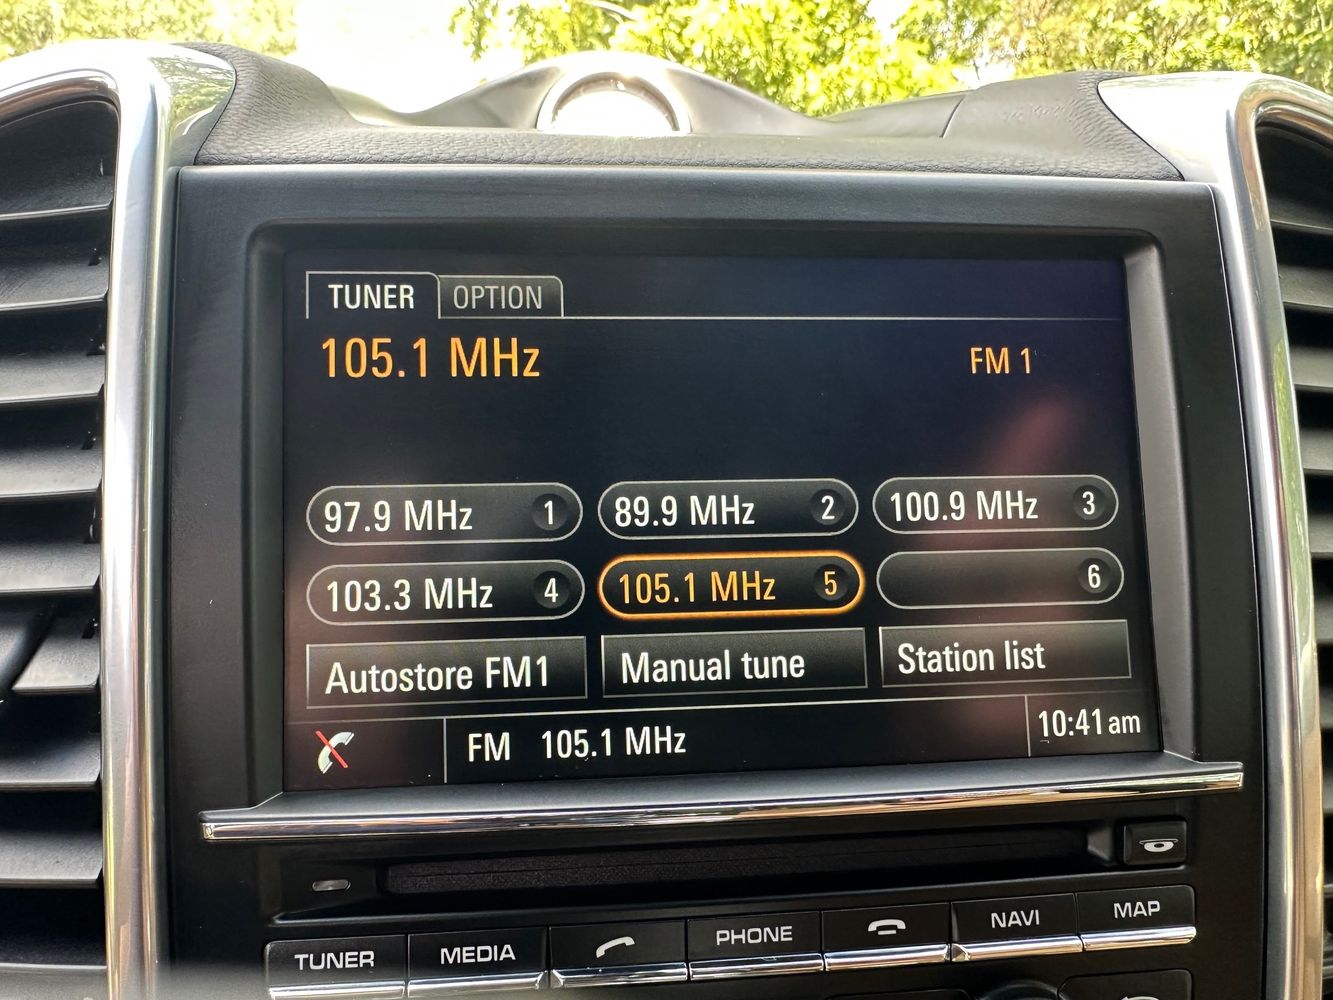 TUNER OPTION
105.1 MHz FM 1
97.9 MHz 1 89.9 MHz 2 100.9 MHz 3
103.3 MHz 4 105.1 MHz 5 6
Autostore FM1 Manual tune Station list
FM 105.1 MHz 10:41 am
TUNER MEDIA PHONE NAVI MAP